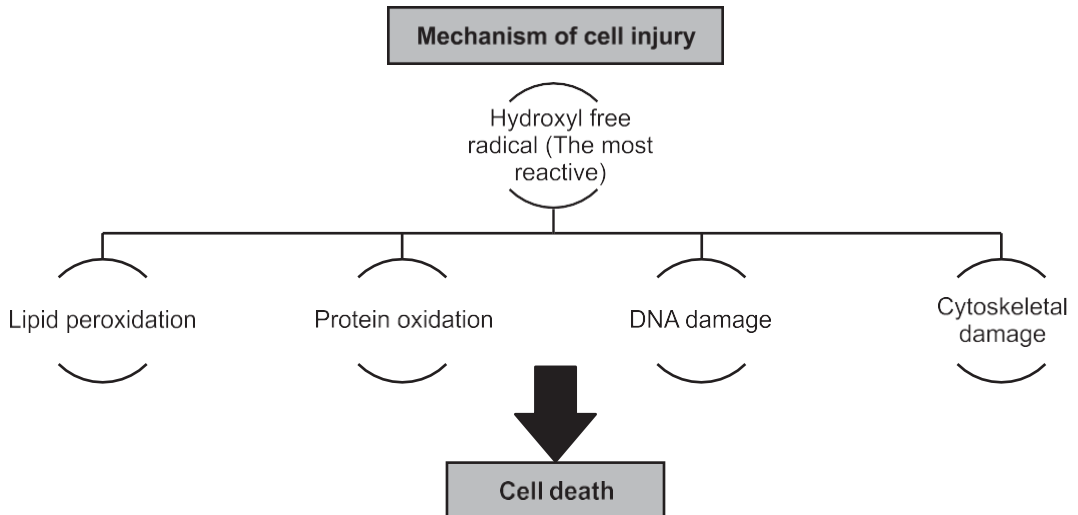 Mechanism of cell injury
Hydroxyl free
radical (The most
reactive)
Lipid peroxidation
Protein oxidation
DNA damage
Cytoskeletal
damage
Cell death